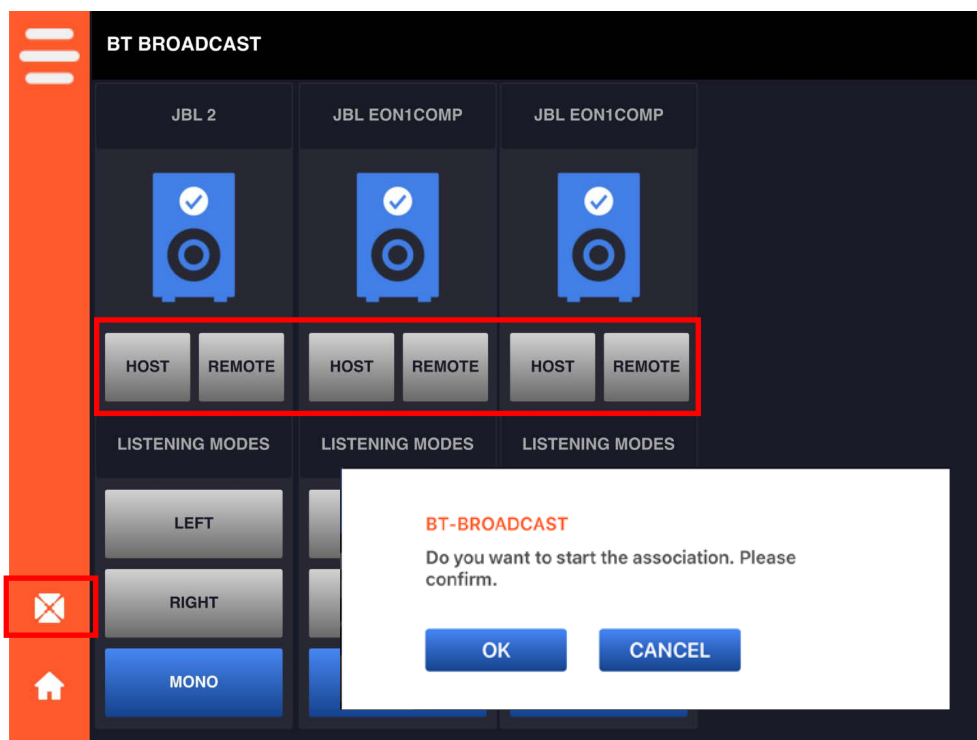 BT BROADCAST
JBL 2
JBL EON1COMP
JBL EON1COMP
HOST REMOTE HOST REMOTE HOST REMOTE
LISTENING MODES
LISTENING MODES
LISTENING MODES
LEFT
RIGHT
MONO
BT-BROADCAST
Do you want to start the association. Please
confirm.
OK
CANCEL